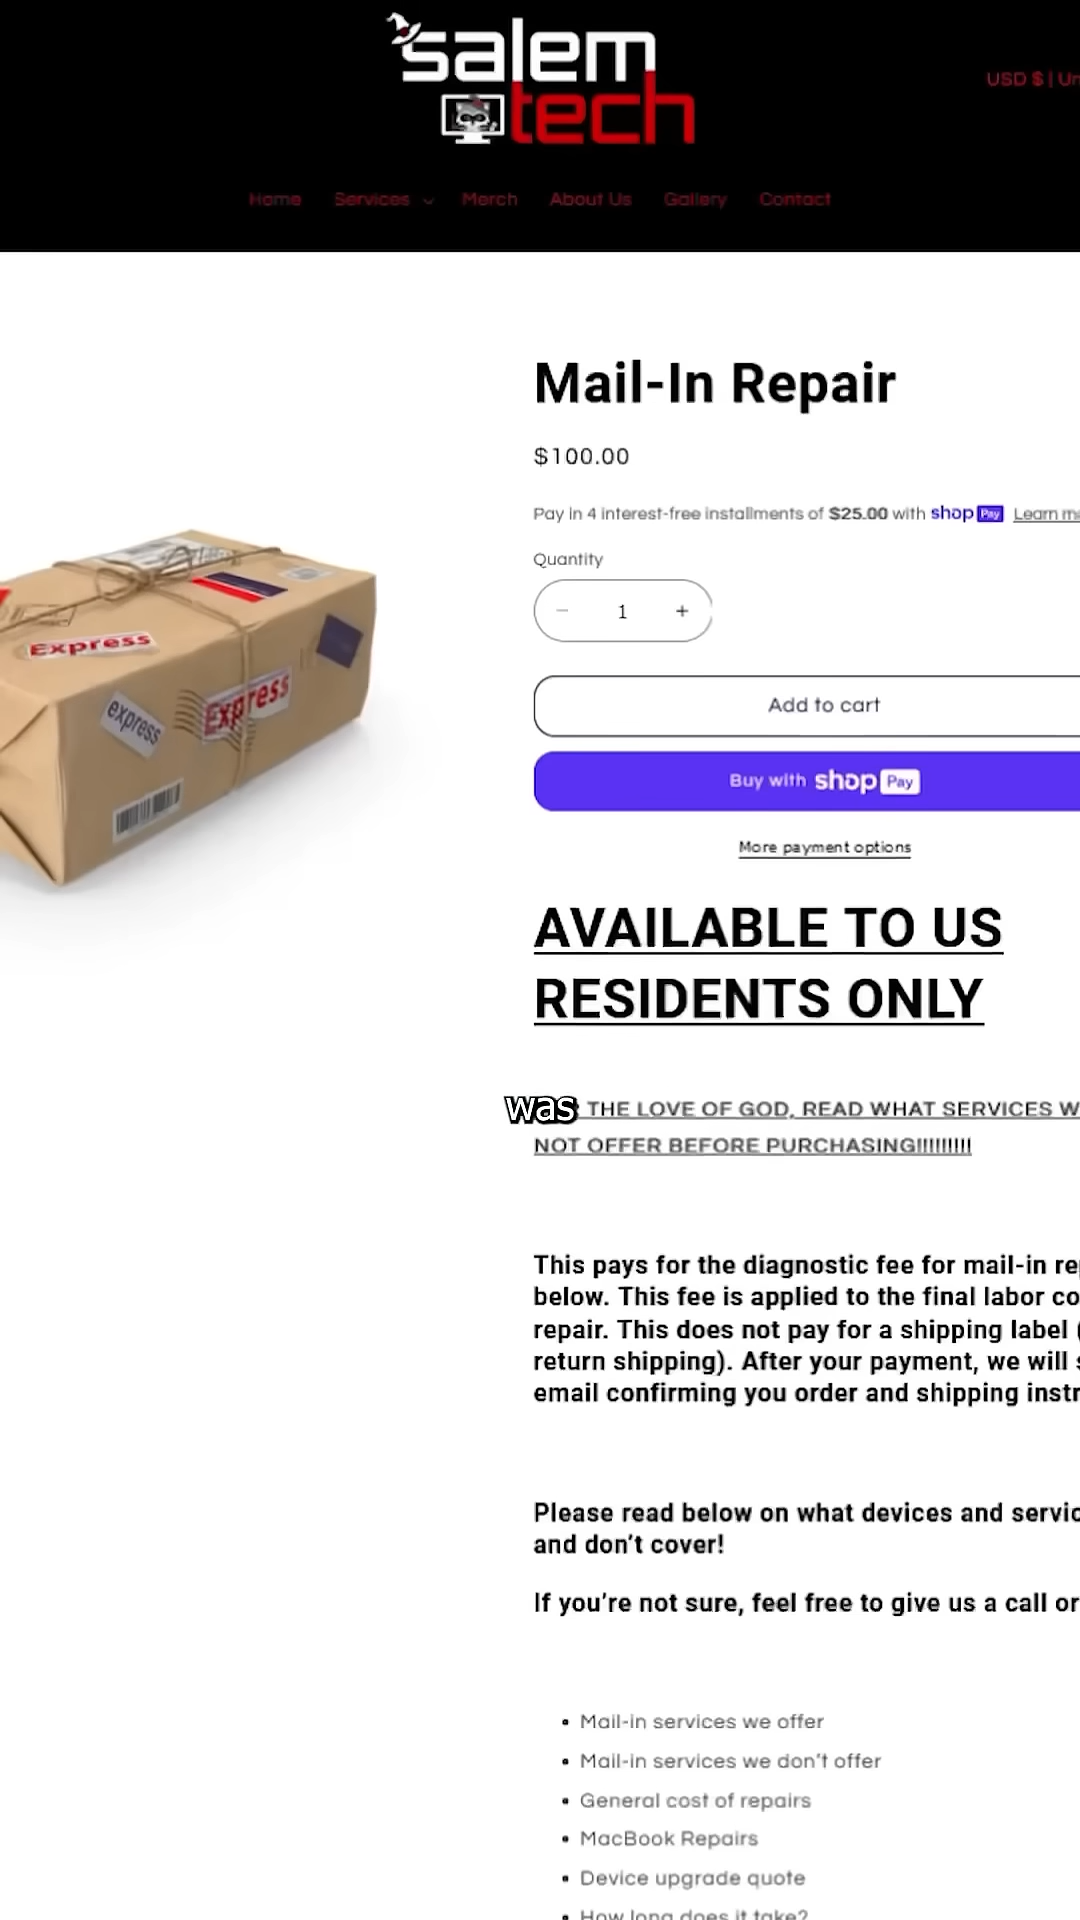 salem
tech
USD $ |
Home Services Merch About Us Gallery Contact
Mail-In Repair
$100.00
Pay in 4 interest-free installments of $25.00 with shop Pay Learn
Quantity
− 1 +
Add to cart
Buy with shop Pay
More payment options
Express
express
Express
AVAILABLE TO US
RESIDENTS ONLY
was THE LOVE OF GOD, READ WHAT SERVICES W
NOT OFFER BEFORE PURCHASING!!!!!!!!!
This pays for the diagnostic fee for mail-in re
below. This fee is applied to the final labor co
repair. This does not pay for a shipping label (
return shipping). After your payment, we will s
email confirming you order and shipping instr
Please read below on what devices and servic
and don't cover!
If you're not sure, feel free to give us a call or
• Mail-in services we offer
• Mail-in services we don't offer
• General cost of repairs
• MacBook Repairs
• Device upgrade quote
• How long does it take?